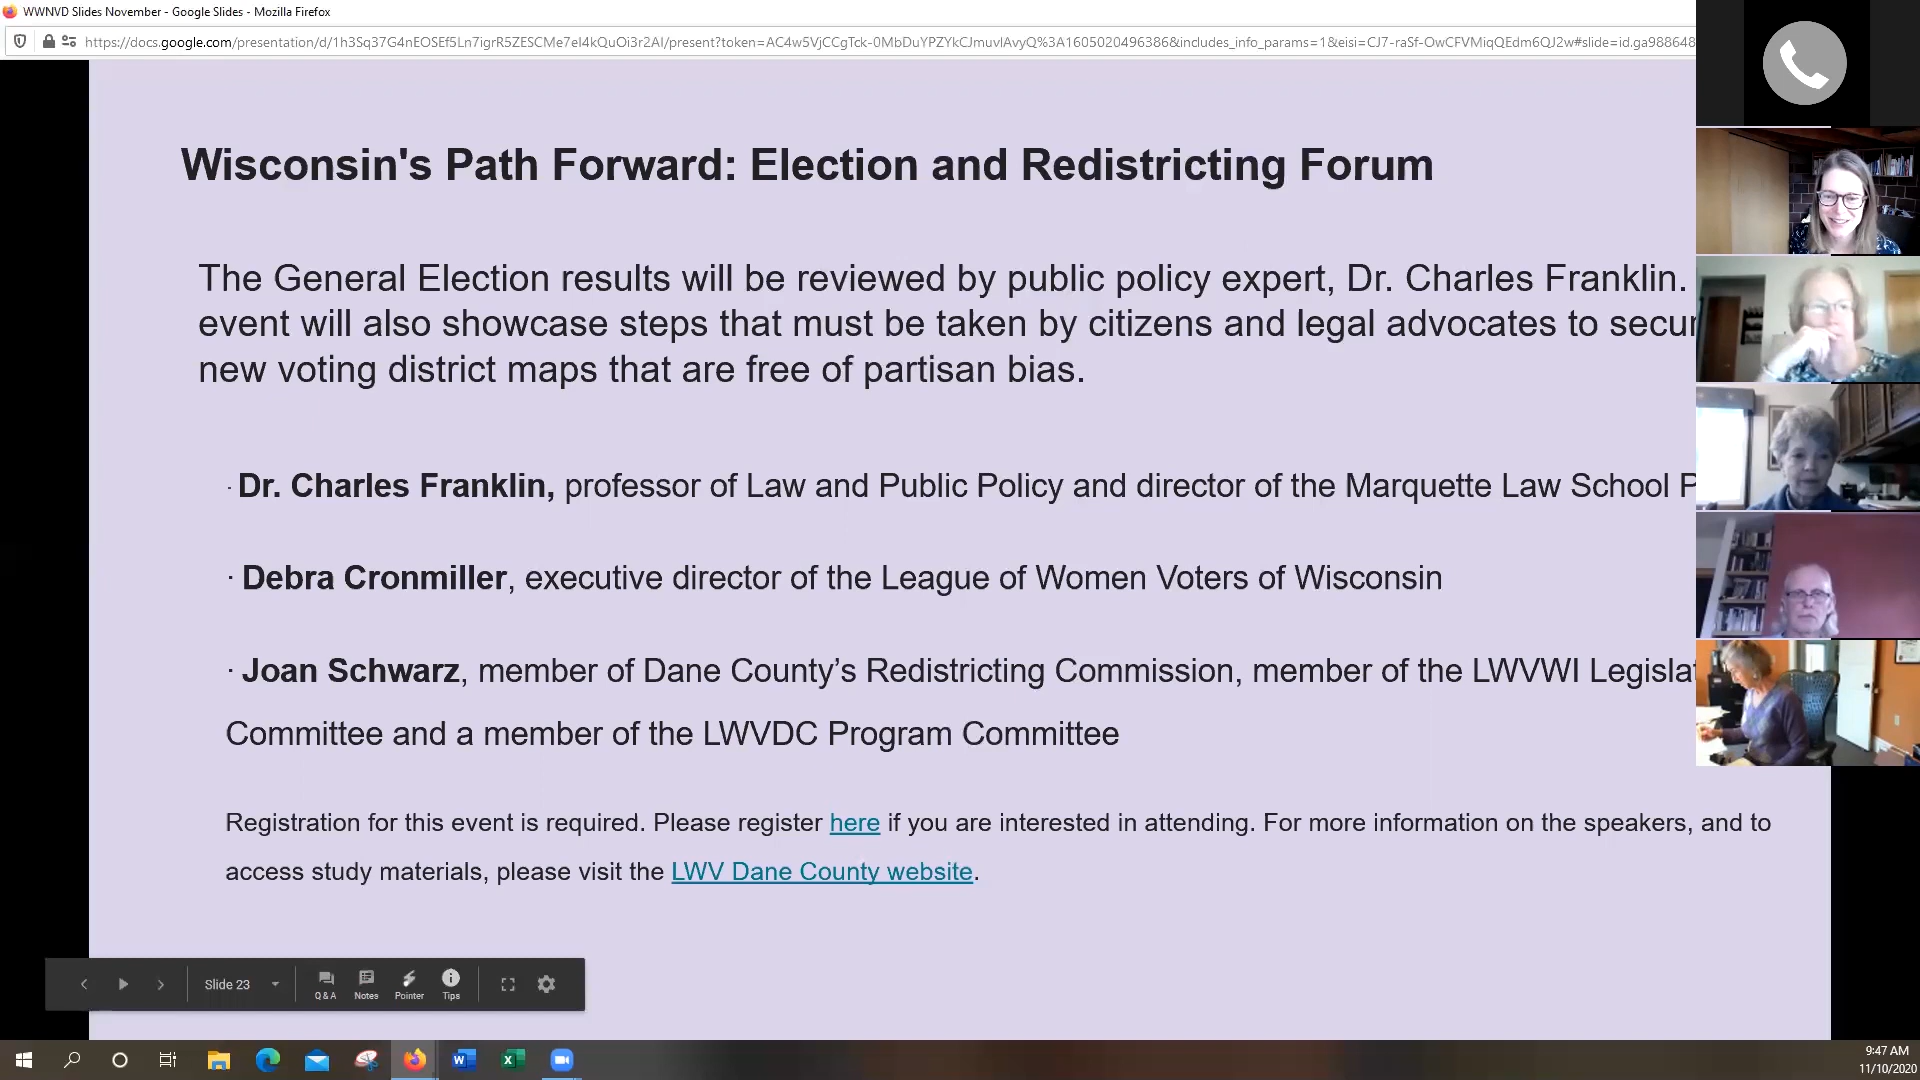 WWNVD Slides November - Google Slides - Mozilla Firefox
https://docs.google.com/presentation/d/1h3Sq37G4nEOSEf5Ln7igrR5ZESCMe7eI4kQuOi3r2AI/present?token=AC4w5VjCCgTck-0MbDuYPZYkCJmuvlAvyQ%3A1605020496386&includes_info_params=1&eisi=CJ7-raSf-OwCFVMiqQEdm6QJ2w#slide=id.ga988648
Wisconsin's Path Forward: Election and Redistricting Forum
The General Election results will be reviewed by public policy expert, Dr. Charles Franklin.
event will also showcase steps that must be taken by citizens and legal advocates to secur
new voting district maps that are free of partisan bias.
· Dr. Charles Franklin, professor of Law and Public Policy and director of the Marquette Law School P
· Debra Cronmiller, executive director of the League of Women Voters of Wisconsin
· Joan Schwarz, member of Dane County’s Redistricting Commission, member of the LWVWI Legislat
Committee and a member of the LWVDC Program Committee
Registration for this event is required. Please register here if you are interested in attending. For more information on the speakers, and to
access study materials, please visit the LWV Dane County website.
Slide 23
Q & A Notes Pointer Tips
9:47 AM
11/10/2020